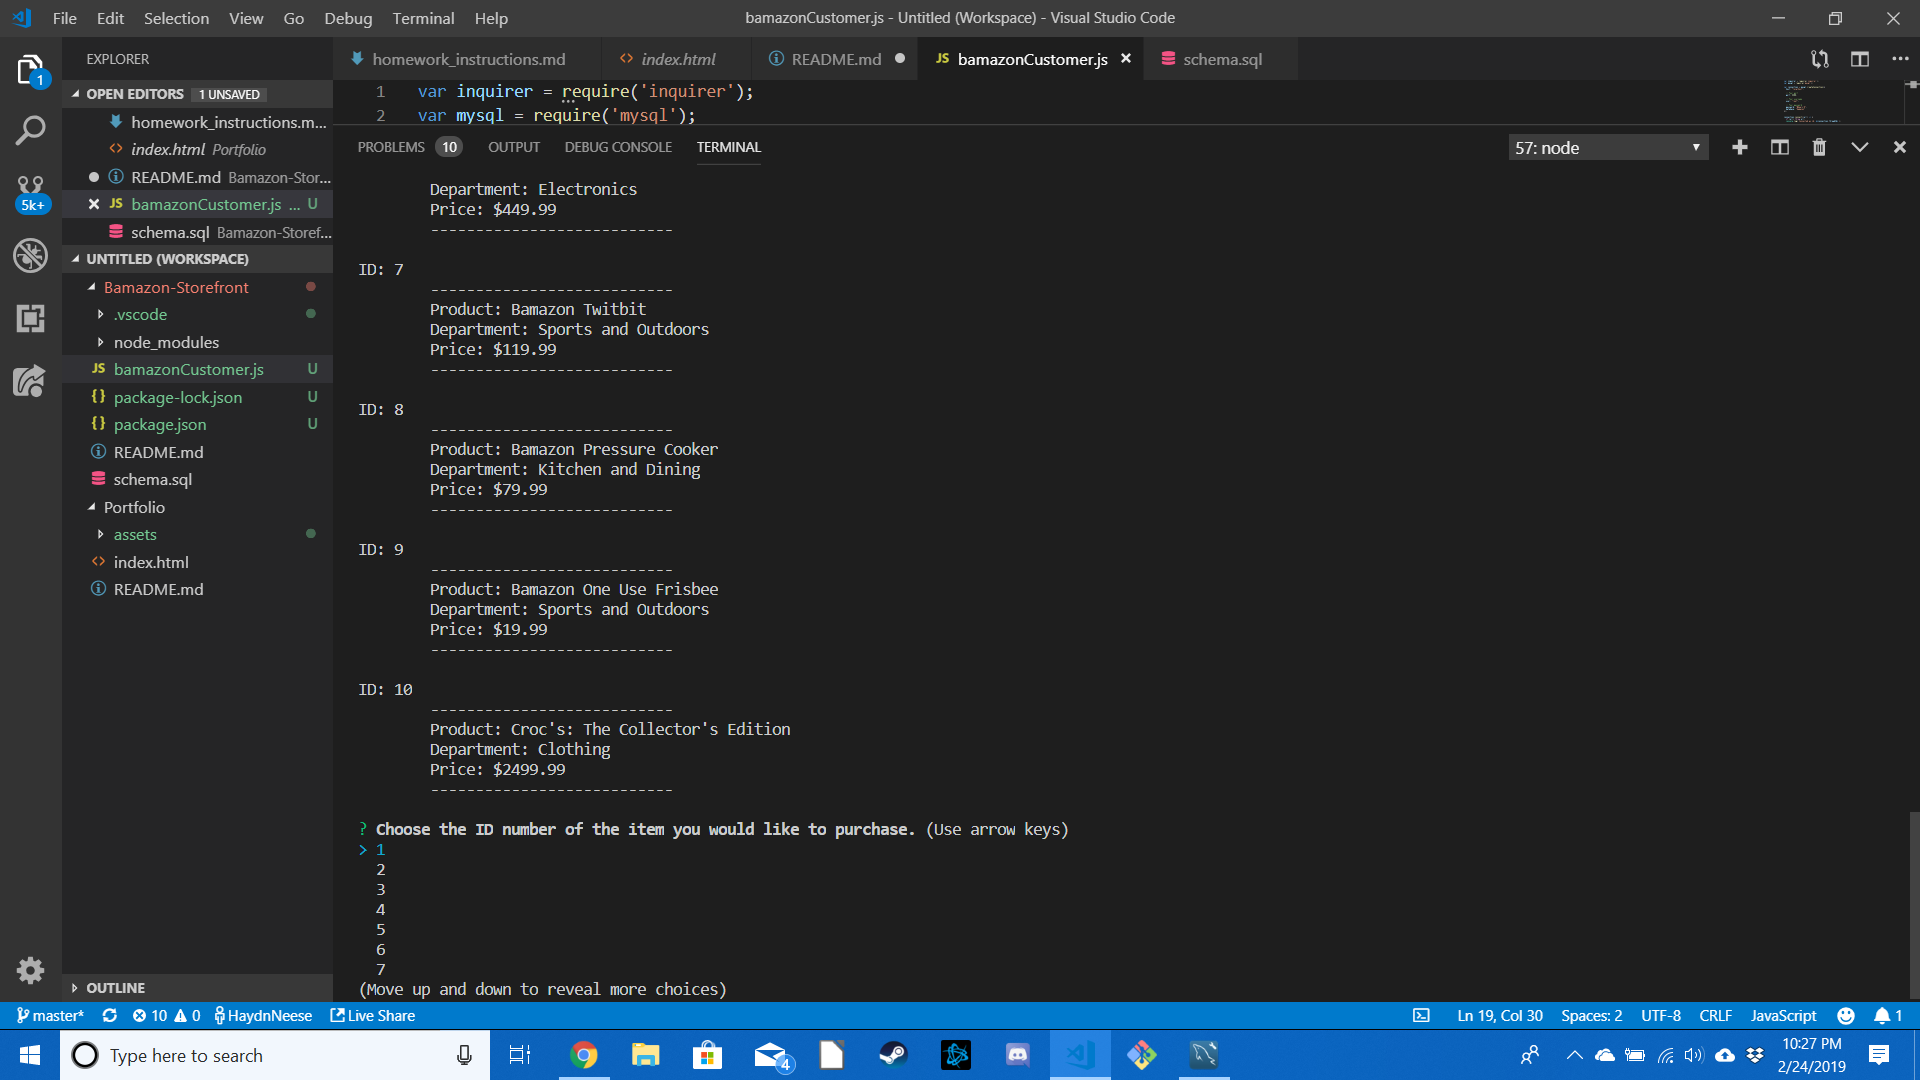 File Edit Selection View Go Debug Terminal Help
bamazonCustomer.js - Untitled (Workspace) - Visual Studio Code
EXPLORER
homework_instructions.md
index.html
README.md
JS bamazonCustomer.js
schema.sql
1
OPEN EDITORS 1 UNSAVED
homework_instructions.m...
index.html Portfolio
README.md Bamazon-Stor...
JS bamazonCustomer.js ... U
schema.sql Bamazon-Storef...
5k+
UNTITLED (WORKSPACE)
Bamazon-Storefront
.vscode
node_modules
JS bamazonCustomer.js U
{} package-lock.json U
{} package.json U
README.md
schema.sql
Portfolio
assets
index.html
README.md
OUTLINE
1 var inquirer = require('inquirer');
2 var mysql = require('mysql');
PROBLEMS 10 OUTPUT DEBUG CONSOLE TERMINAL
57: node
Department: Electronics
Price: $449.99
---------------------------
ID: 7
---------------------------
Product: Bamazon Twitbit
Department: Sports and Outdoors
Price: $119.99
---------------------------
ID: 8
---------------------------
Product: Bamazon Pressure Cooker
Department: Kitchen and Dining
Price: $79.99
---------------------------
ID: 9
---------------------------
Product: Bamazon One Use Frisbee
Department: Sports and Outdoors
Price: $19.99
---------------------------
ID: 10
---------------------------
Product: Croc's: The Collector's Edition
Department: Clothing
Price: $2499.99
---------------------------
? Choose the ID number of the item you would like to purchase. (Use arrow keys)
> 1
2
3
4
5
6
7
(Move up and down to reveal more choices)
master* 10 0 HaydnNeese Live Share
Ln 19, Col 30 Spaces: 2 UTF-8 CRLF JavaScript 1
Type here to search
4
10:27 PM
2/24/2019